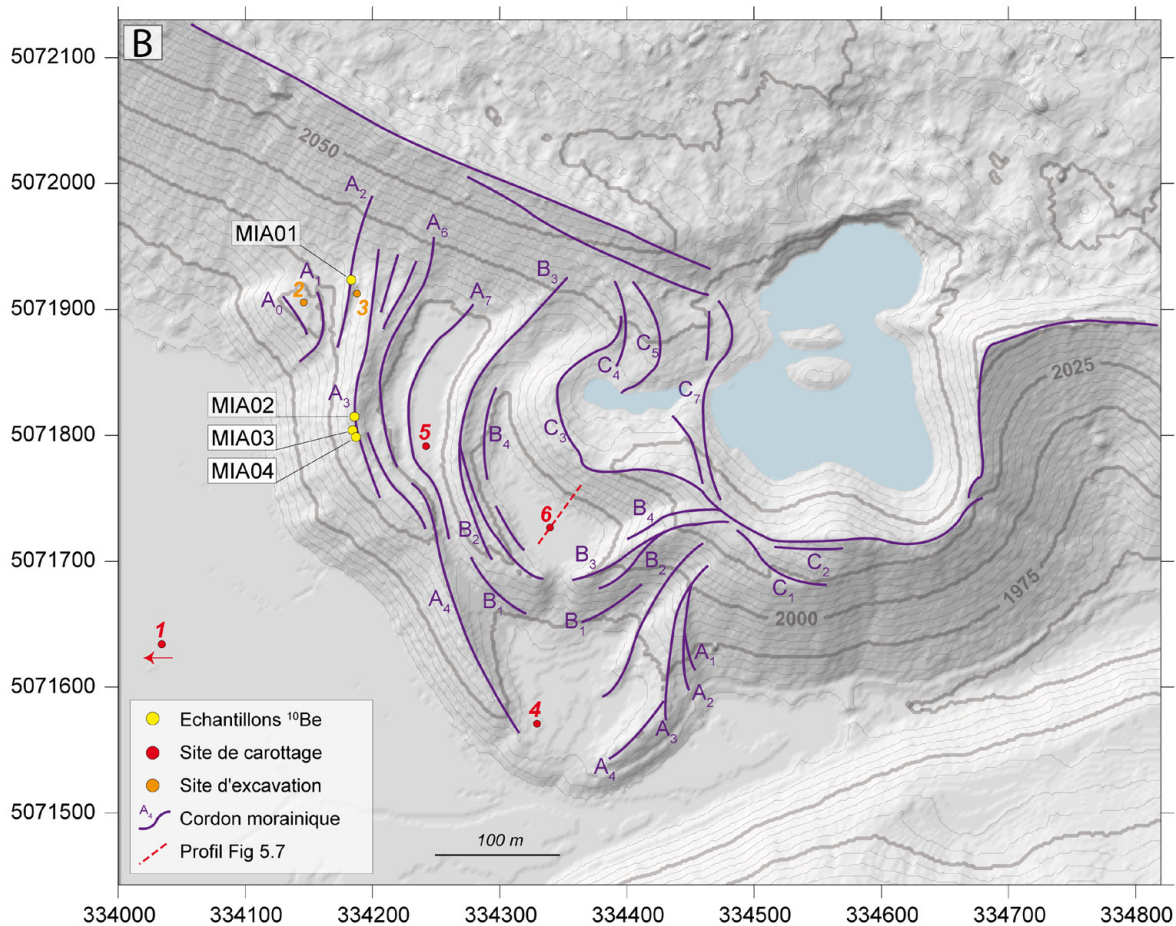 B
5072100
5072000
5071900
5071800
5071700
5071600
5071500
2050
A2
MIA01
A6
A1
2
A0
3
B3
A7
C4
C5
2025
A3
MIA02
MIA03
MIA04
5
B4
C3
C7
6
B4
B2
B3
B2
C2
C1
1975
A4
B1
B1
2000
1
A1
A2
4
A3
A4
Echantillons ¹⁰Be
Site de carottage
Site d'excavation
A4 Cordon morainique
Profil Fig 5.7
100 m
334000 334100 334200 334300 334400 334500 334600 334700 334800